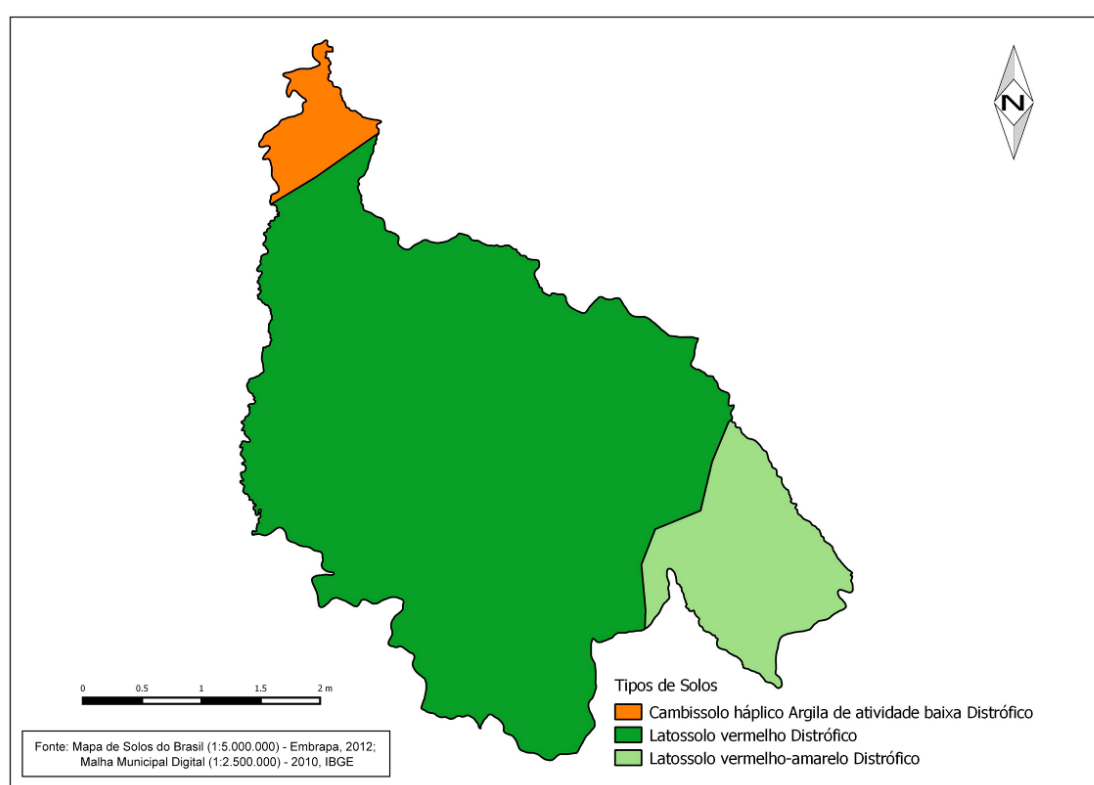 N
0 0.5 1 1.5 2 m
Tipos de Solos
Cambissolo háplico Argila de atividade baixa Distrófico
Latossolo vermelho Distrófico
Latossolo vermelho-amarelo Distrófico
Fonte: Mapa de Solos do Brasil (1:5.000.000) - Embrapa, 2012;
Malha Municipal Digital (1:2.500.000) - 2010, IBGE